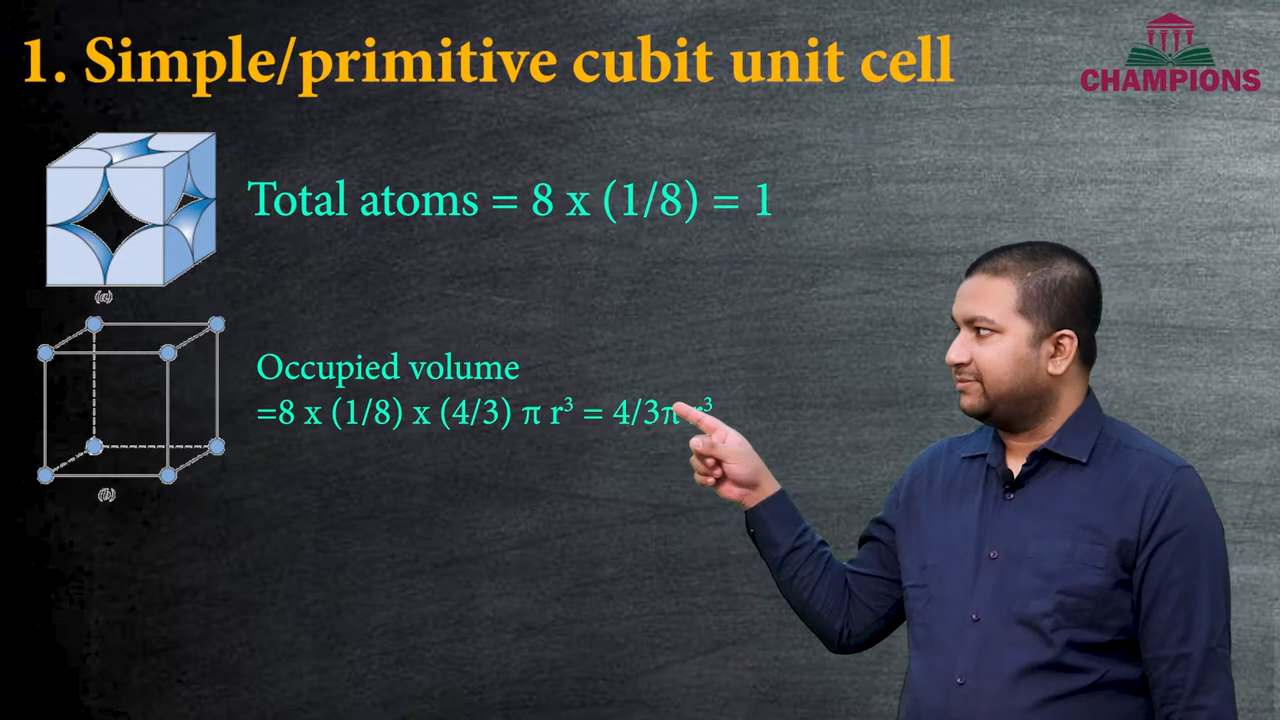 1. Simple/primitive cubit unit cell
CHAMPIONS
(a)
Total atoms = 8 x (1/8) = 1
Occupied volume
=8 x (1/8) x (4/3) π r³ = 4/3π r³
(b)